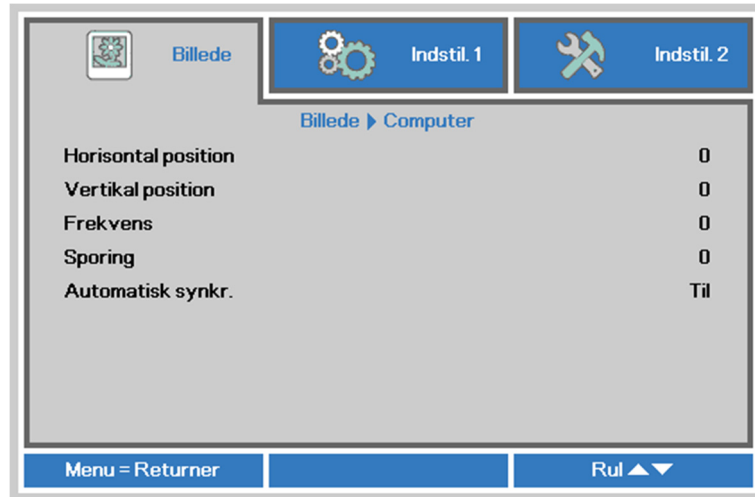 Billede
Indstil. 1
Indstil. 2
Billede Computer
Horisontal position 0
Vertikal position 0
Frekvens 0
Sporing 0
Automatisk synkr. Til
Menu = Returner
Rul